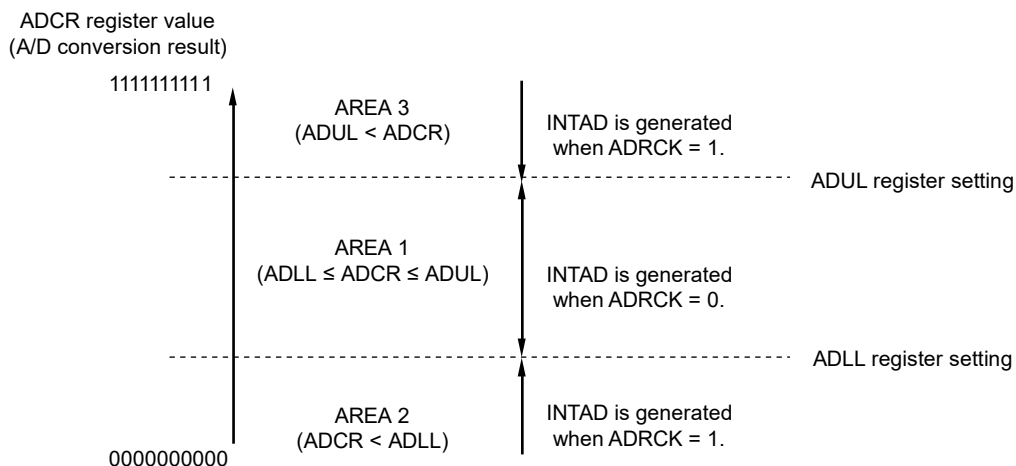 ADCR register value
(A/D conversion result)
1111111111
AREA 3
(ADUL < ADCR)
INTAD is generated
when ADRCK = 1.
ADUL register setting
AREA 1
(ADLL ≤ ADCR ≤ ADUL)
INTAD is generated
when ADRCK = 0.
ADLL register setting
AREA 2
(ADCR < ADLL)
INTAD is generated
when ADRCK = 1.
0000000000